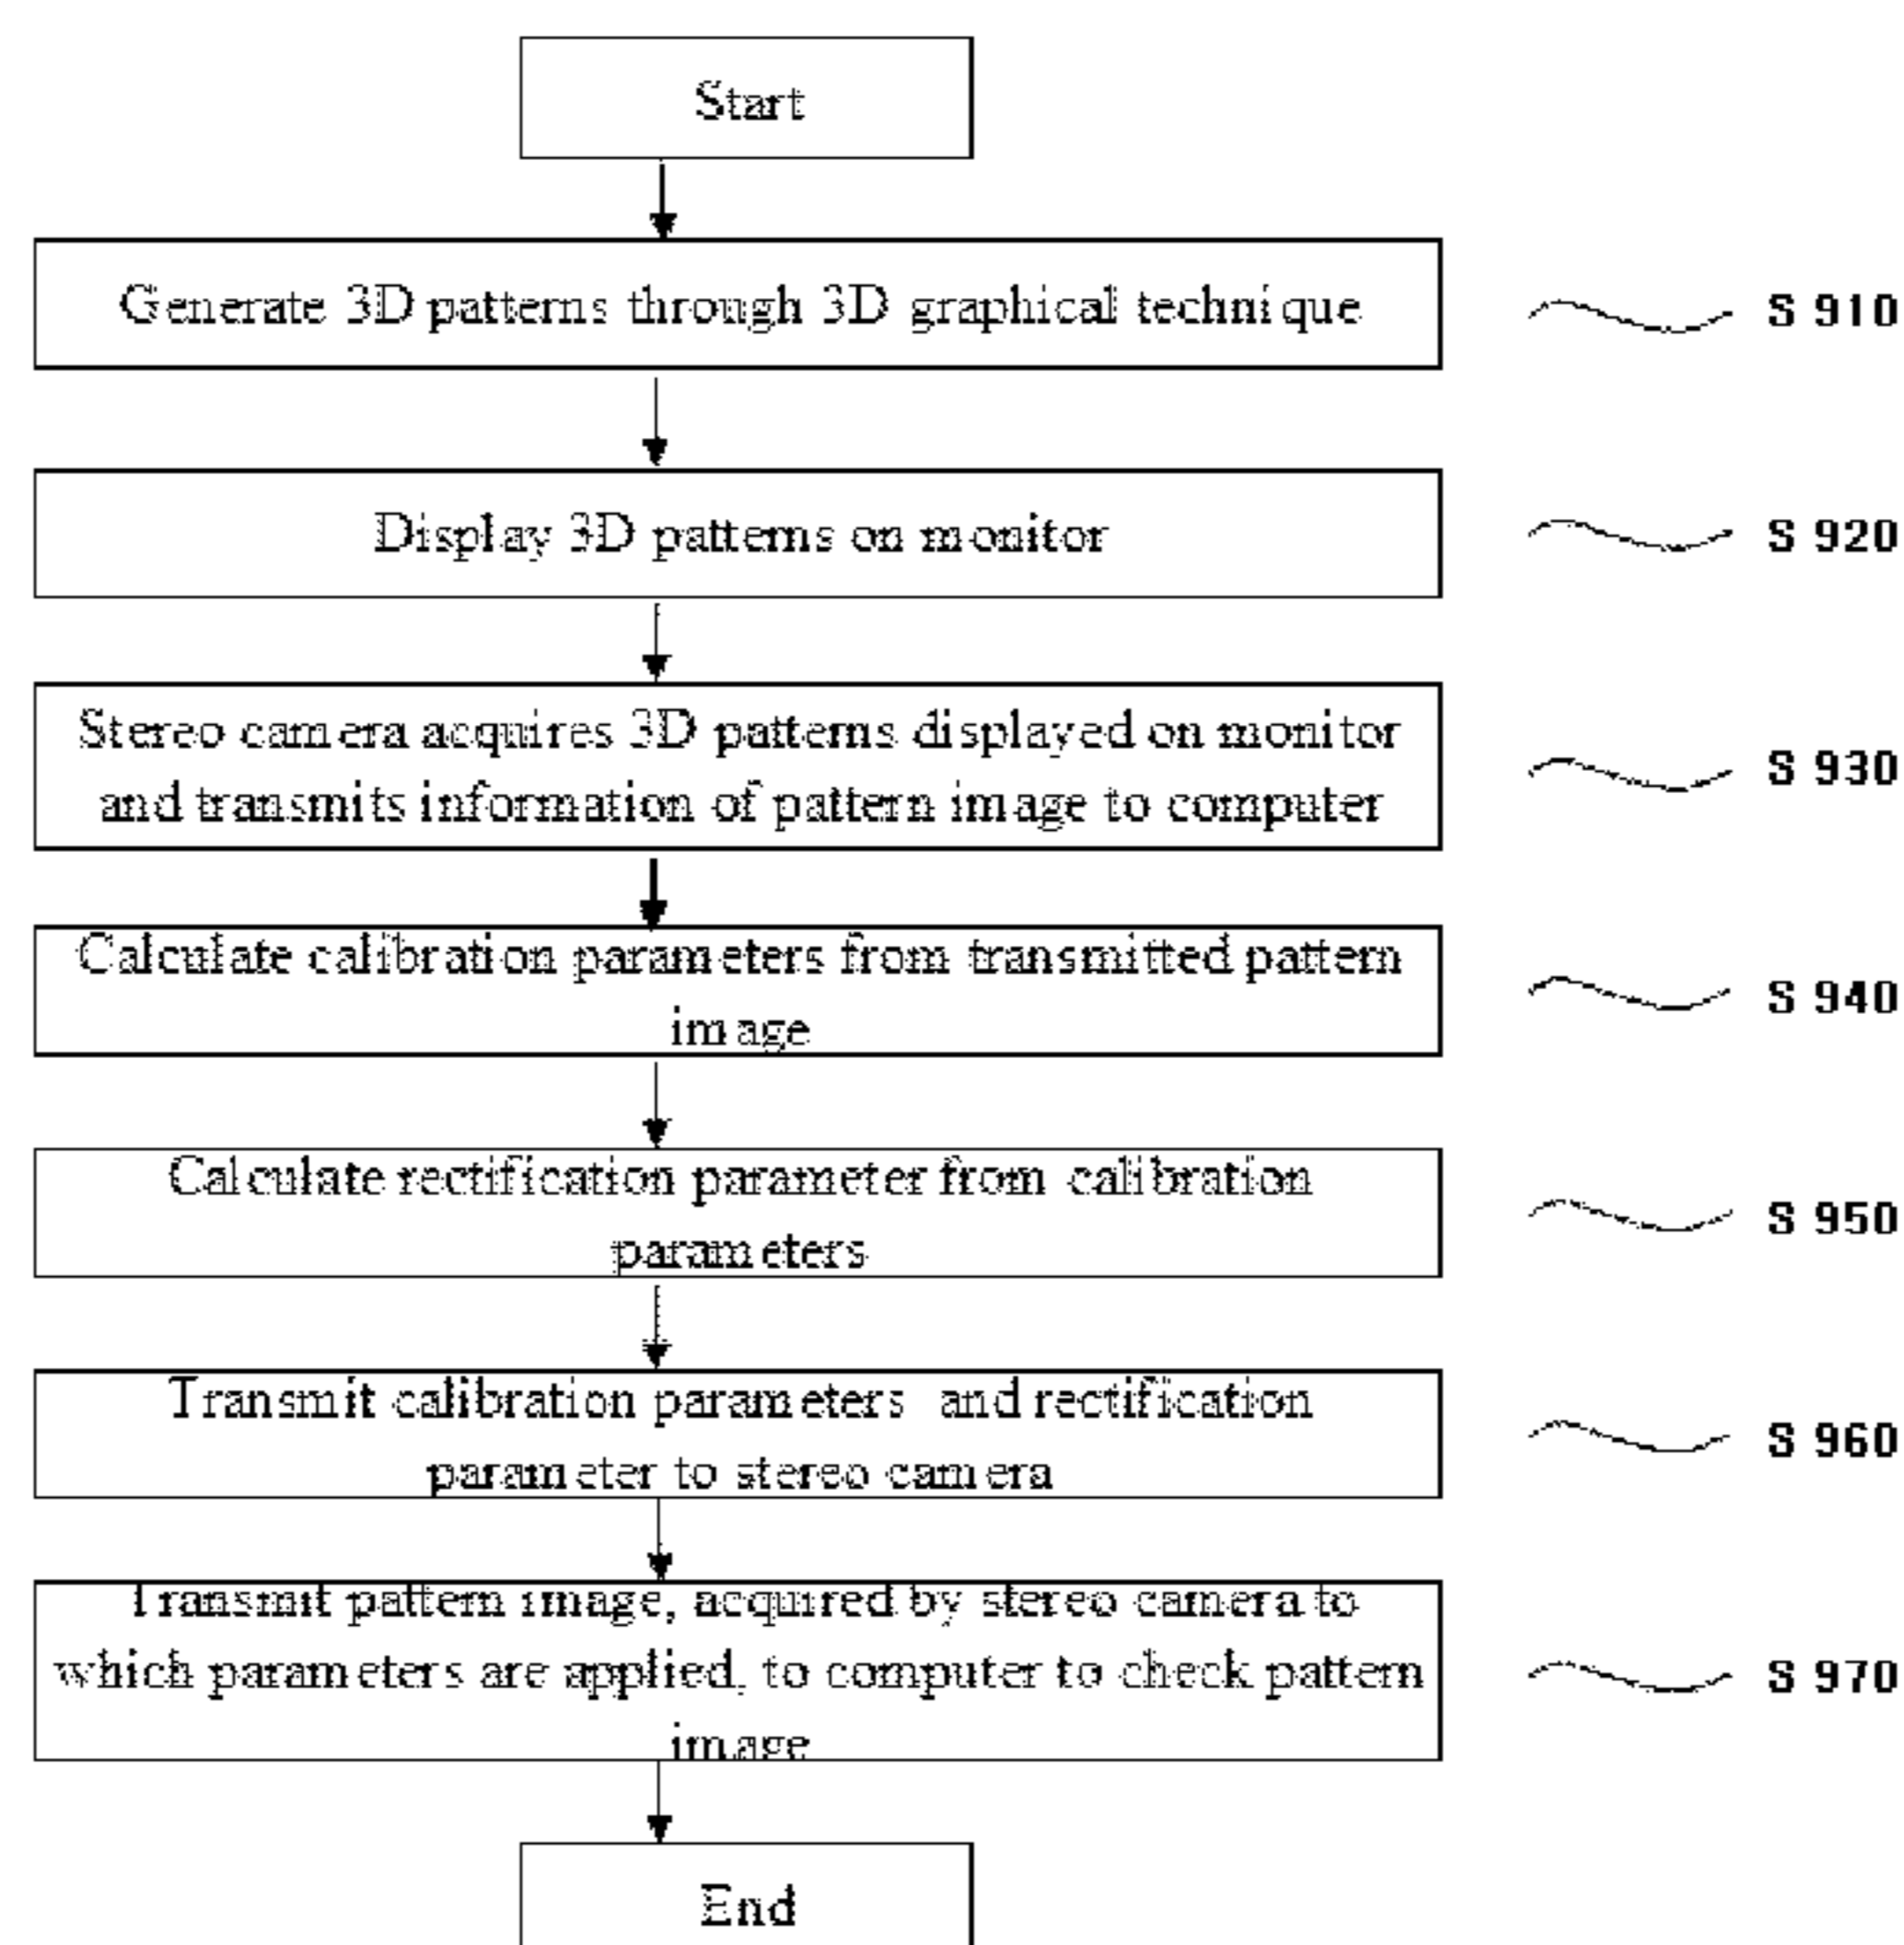 Start
Generate 3D patterns through 3D graphical technique
S 910
Display 3D patterns on monitor
S 920
Stereo camera acquires 3D patterns displayed on monitor
and transmits information of pattern image to computer
S 930
Calculate calibration parameters from transmitted pattern
image
S 940
Calculate rectification parameter from calibration
parameters
S 950
Transmit calibration parameters and rectification
parameter to stereo camera
S 960
Transmit pattern image, acquired by stereo camera to
which parameters are applied, to computer to check pattern
image
S 970
End